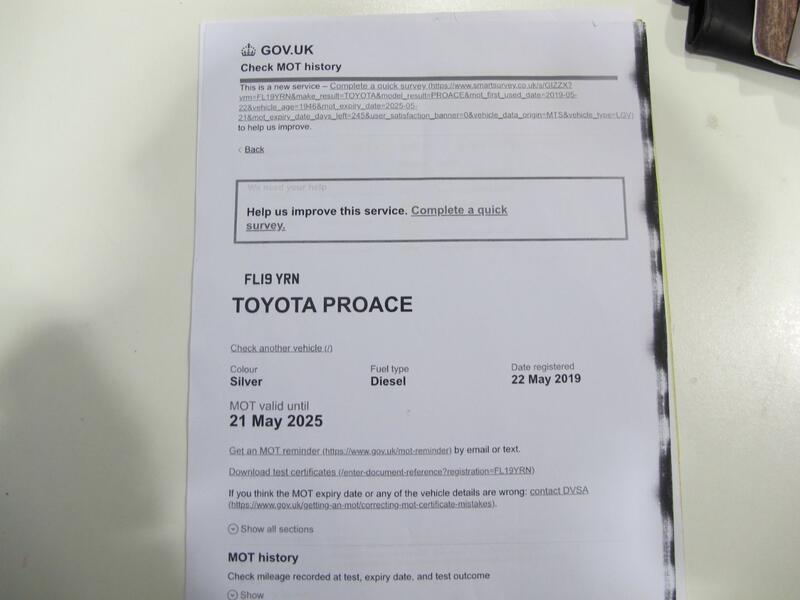 GOV.UK
Check MOT history
This is a new service – Complete a quick survey (https://www.smartsurvey.co.uk/s/GIZZX?
vrm=FL19YRN&make_result=TOYOTA&model_result=PROACE&mot_first_used_date=2019-05-
22&vehicle_age=1946&mot_expiry_date=2025-05-
21&mot_expiry_date_days_left=245&user_satisfaction_banner=0&vehicle_data_origin=MTS&vehicle_type=LGV)
to help us improve.
‹ Back
We need your help
Help us improve this service. Complete a quick
survey.
FL19 YRN
TOYOTA PROACE
Check another vehicle (/)
Colour Fuel type Date registered
Silver Diesel 22 May 2019
MOT valid until
21 May 2025
Get an MOT reminder (https://www.gov.uk/mot-reminder) by email or text.
Download test certificates (/enter-document-reference?registration=FL19YRN)
If you think the MOT expiry date or any of the vehicle details are wrong: contact DVSA
(https://www.gov.uk/getting-an-mot/correcting-mot-certificate-mistakes).
Show all sections
MOT history
Check mileage recorded at test, expiry date, and test outcome
Show